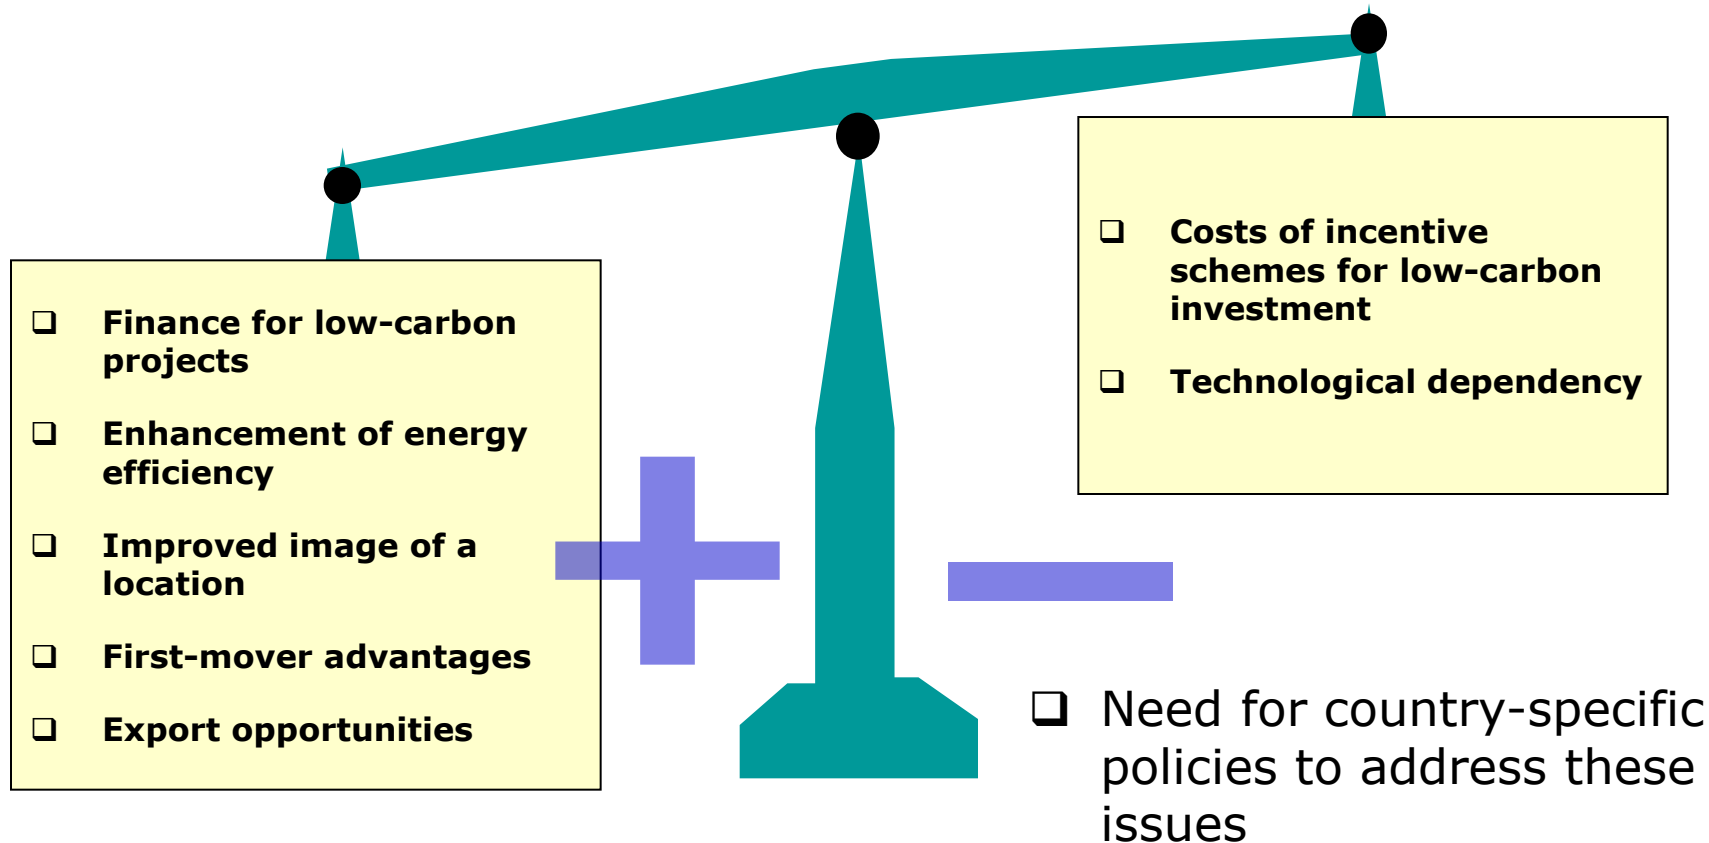 ❑ Finance for low-carbon
projects
❑ Enhancement of energy
efficiency
❑ Improved image of a
location
❑ First-mover advantages
❑ Export opportunities
❑ Costs of incentive
schemes for low-carbon
investment
❑ Technological dependency
❑ Need for country-specific
policies to address these
issues